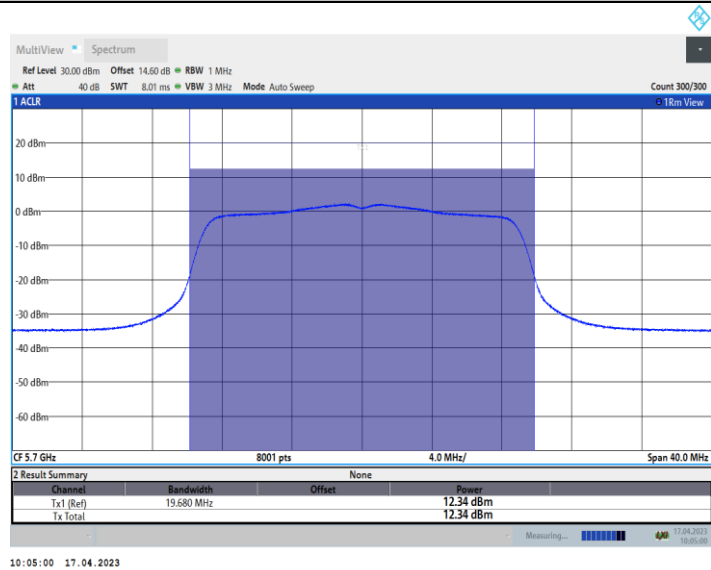 MultiView Spectrum
Ref Level 30.00 dBm Offset 14.60 dB RBW 1 MHz
Att 40 dB SWT 8.01 ms VBW 3 MHz Mode Auto Sweep Count 300/300
1 ACLR 1Rm View
20 dBm
10 dBm
0 dBm
-10 dBm
-20 dBm
-30 dBm
-40 dBm
-50 dBm
-60 dBm
CF 5.7 GHz 8001 pts 4.0 MHz/ Span 40.0 MHz
2 Result Summary None
Channel Bandwidth Offset Power
Tx1 (Ref) 19.680 MHz 12.34 dBm
Tx Total 12.34 dBm
Measuring... 17.04.2023
10:05:00
10:05:00 17.04.2023